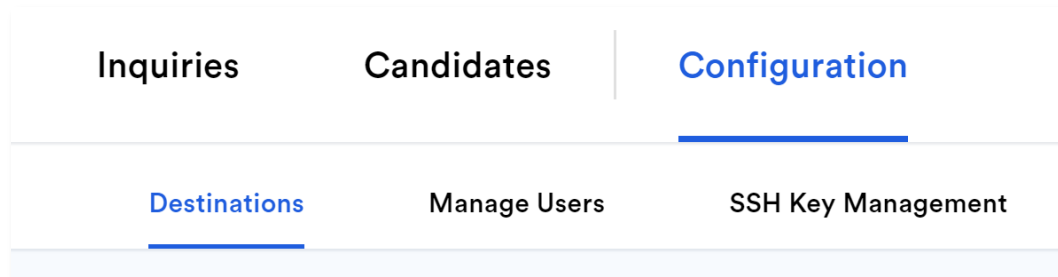 Inquiries Candidates Configuration
Destinations Manage Users SSH Key Management